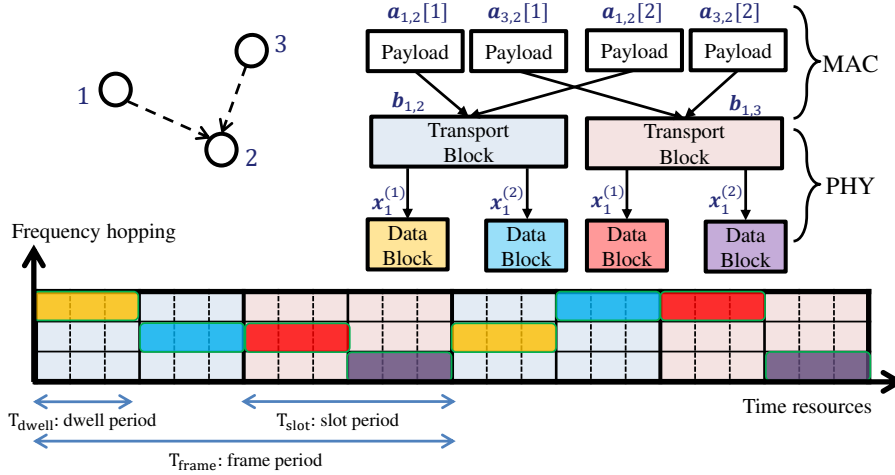 3
1
2
a1,2[1]
a3,2[1]
a1,2[2]
a3,2[2]
Payload
Payload
Payload
Payload
MAC
b1,2
b1,3
Transport
Block
Transport
Block
PHY
x1(1)
x1(2)
x1(1)
x1(2)
Data
Block
Data
Block
Data
Block
Data
Block
Frequency hopping
Time resources
Tdwell: dwell period
Tslot: slot period
Tframe: frame period